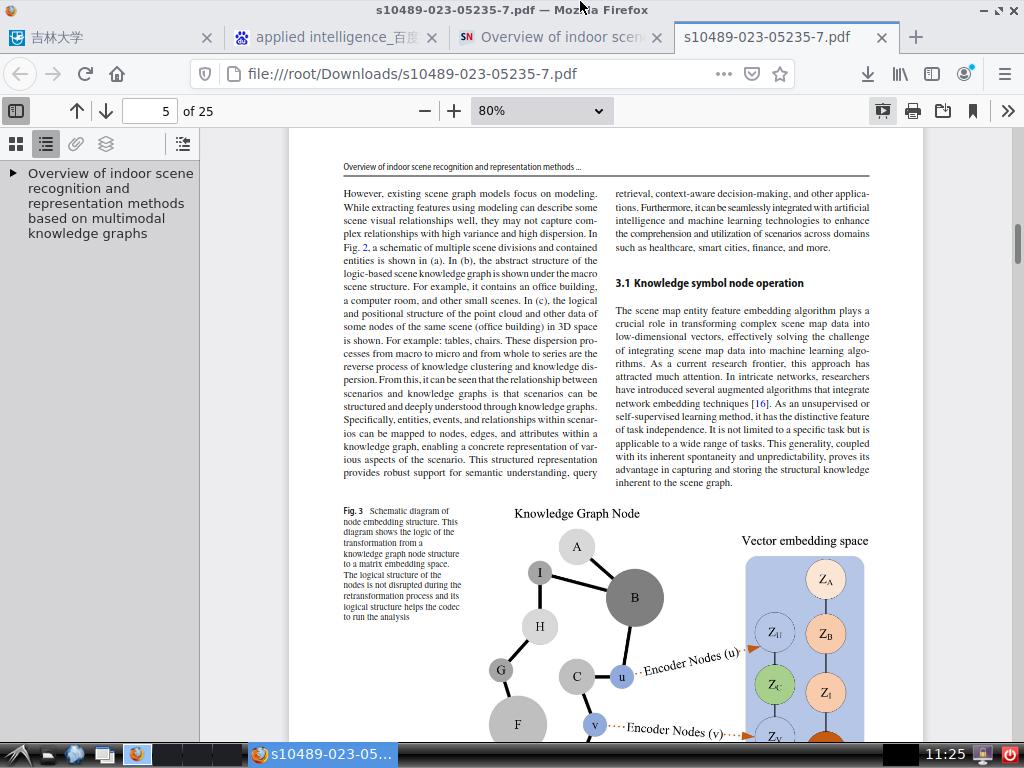 s10489-023-05235-7.pdf — Mozilla Firefox
吉林大学
applied intelligence_百度
Overview of indoor scen
s10489-023-05235-7.pdf
file:///root/Downloads/s10489-023-05235-7.pdf
5 of 25
80%
Overview of indoor scene
recognition and
representation methods
based on multimodal
knowledge graphs
Overview of indoor scene recognition and representation methods ...
However, existing scene graph models focus on modeling.
While extracting features using modeling can describe some
scene visual relationships well, they may not capture com-
plex relationships with high variance and high dispersion. In
Fig. 2, a schematic of multiple scene divisions and contained
entities is shown in (a). In (b), the abstract structure of the
logic-based scene knowledge graph is shown under the macro
scene structure. For example, it contains an office building,
a computer room, and other small scenes. In (c), the logical
and positional structure of the point cloud and other data of
some nodes of the same scene (office building) in 3D space
is shown. For example: tables, chairs. These dispersion pro-
cesses from macro to micro and from whole to series are the
reverse process of knowledge clustering and knowledge dis-
persion. From this, it can be seen that the relationship between
scenarios and knowledge graphs is that scenarios can be
structured and deeply understood through knowledge graphs.
Specifically, entities, events, and relationships within scenar-
ios can be mapped to nodes, edges, and attributes within a
knowledge graph, enabling a concrete representation of var-
ious aspects of the scenario. This structured representation
provides robust support for semantic understanding, query
retrieval, context-aware decision-making, and other applica-
tions. Furthermore, it can be seamlessly integrated with artificial
intelligence and machine learning technologies to enhance
the comprehension and utilization of scenarios across domains
such as healthcare, smart cities, finance, and more.
3.1 Knowledge symbol node operation
The scene map entity feature embedding algorithm plays a
crucial role in transforming complex scene map data into
low-dimensional vectors, effectively solving the challenge
of integrating scene map data into machine learning algo-
rithms. As a current research frontier, this approach has
attracted much attention. In intricate networks, researchers
have introduced several augmented algorithms that integrate
network embedding techniques [16]. As an unsupervised or
self-supervised learning method, it has the distinctive feature
of task independence. It is not limited to a specific task but is
applicable to a wide range of tasks. This generality, coupled
with its inherent spontaneity and unpredictability, proves its
advantage in capturing and storing the structural knowledge
inherent to the scene graph.
Fig. 3 Schematic diagram of
node embedding structure. This
diagram shows the logic of the
transformation from a
knowledge graph node structure
to a matrix embedding space.
The logical structure of the
nodes is not disrupted during the
retransformation process and its
logical structure helps the codec
to run the analysis
Knowledge Graph Node
Vector embedding space
A
I
B
H
G
C
u
F
v
Encoder Nodes (u)
Encoder Nodes (v)
ZA
ZU
ZB
ZC
ZI
ZV
s10489-023-05...
11:25